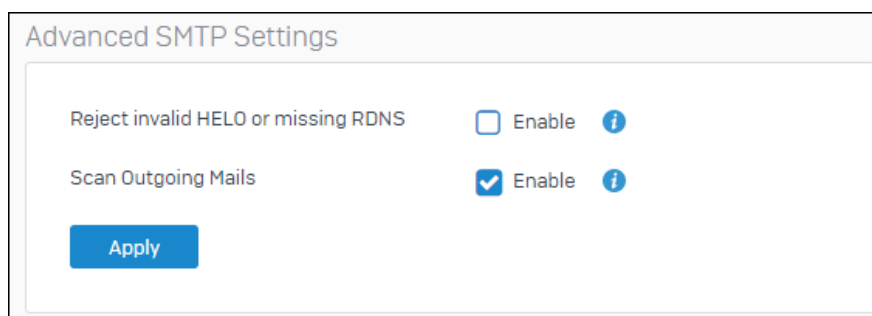 Advanced SMTP Settings
Reject invalid HELO or missing RDNS Enable i
Scan Outgoing Mails Enable i
Apply